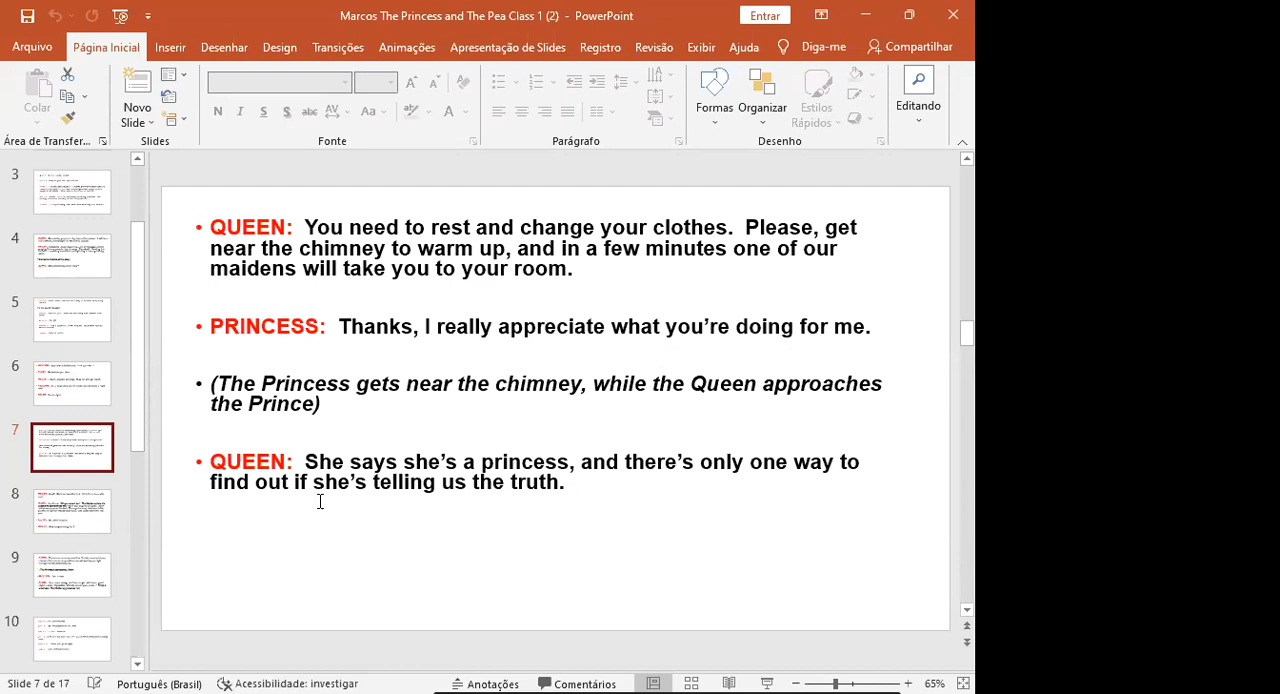 Marcos The Princess and The Pea Class 1 (2) - PowerPoint
Entrar
Arquivo Página Inicial Inserir Desenhar Design Transições Animações Apresentação de Slides Registro Revisão Exibir Ajuda Diga-me Compartilhar
Colar
Novo
Slide
Formas Organizar Estilos
Rápidos
Editando
N I S S abc AV Aa A
Área de Transfer... Slides Fonte Parágrafo Desenho
• QUEEN: You need to rest and change your clothes. Please, get
near the chimney to warm up, and in a few minutes one of our
maidens will take you to your room.
• PRINCESS: Thanks, I really appreciate what you're doing for me.
• (The Princess gets near the chimney, while the Queen approaches
the Prince)
• QUEEN: She says she's a princess, and there's only one way to
find out if she's telling us the truth.
3
4
5
6
7
8
9
10
Slide 7 de 17 Português (Brasil) Acessibilidade: investigar Anotações Comentários 65%